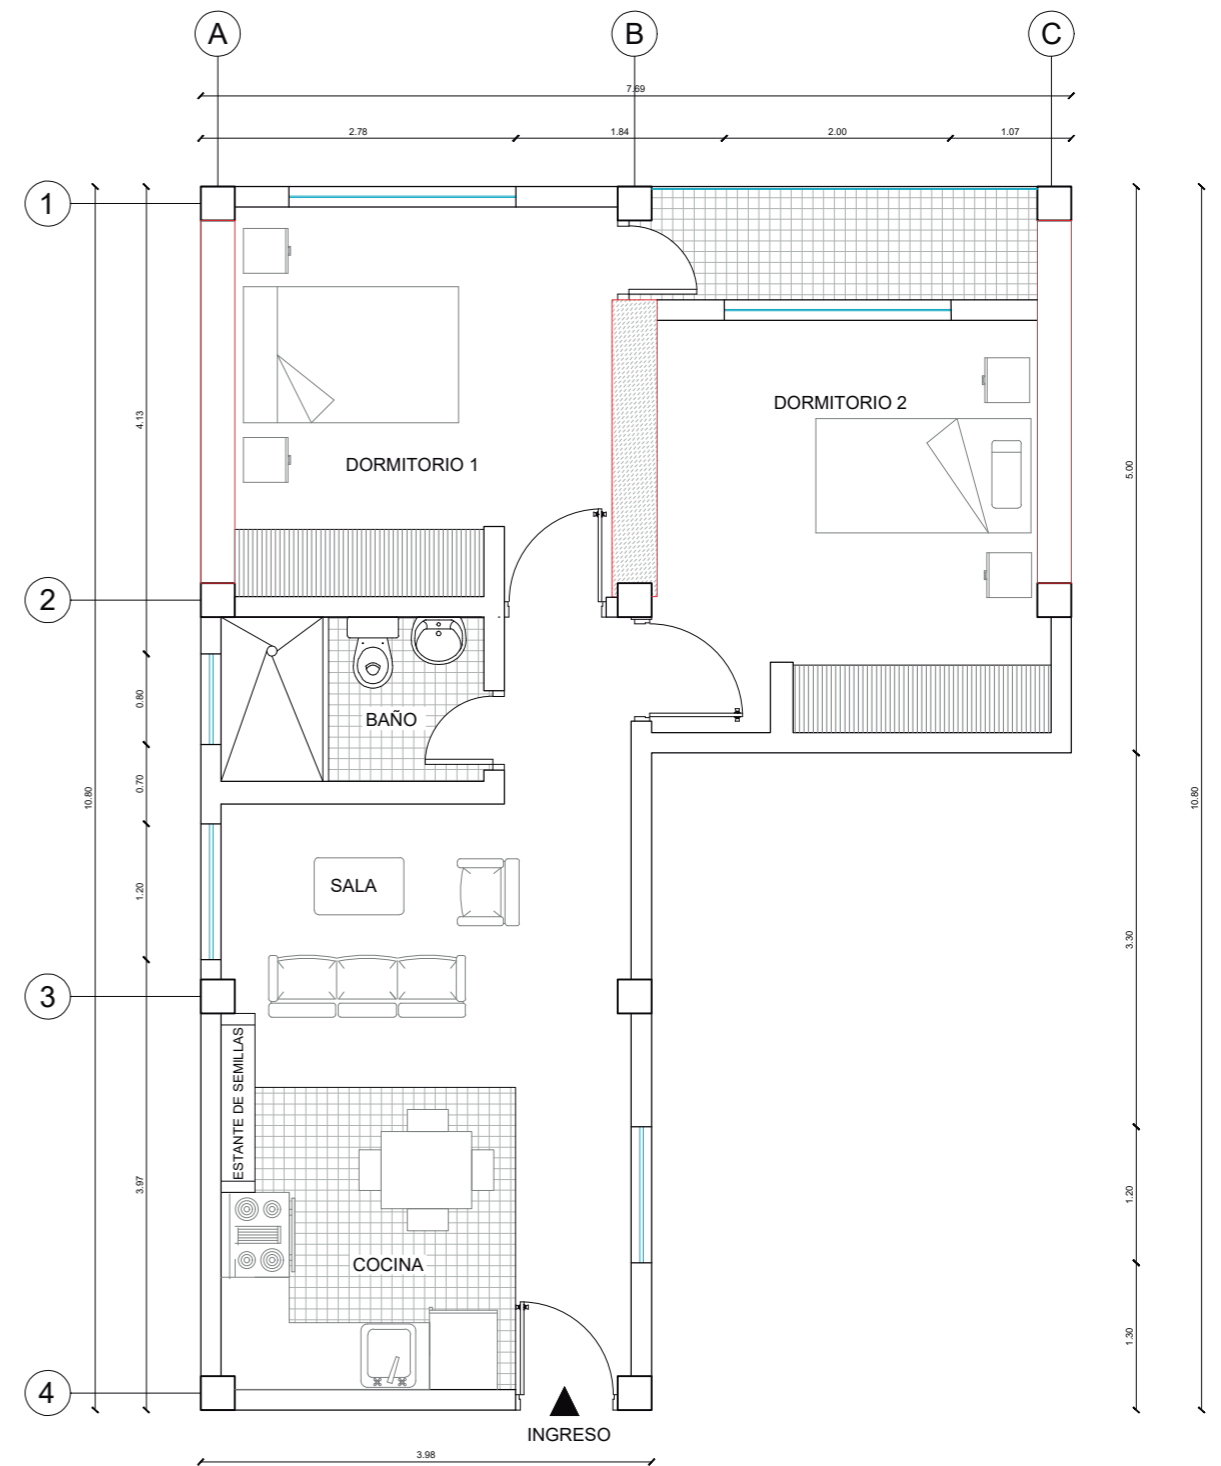 A
B
C
7.69
2.78
1.84
2.00
1.07
1
4.13
DORMITORIO 1
DORMITORIO 2
5.00
2
0.80
BAÑO
0.70
10.80
10.80
1.20
SALA
3.30
3
ESTANTE DE SEMILLAS
3.97
1.20
COCINA
1.30
4
INGRESO
3.98